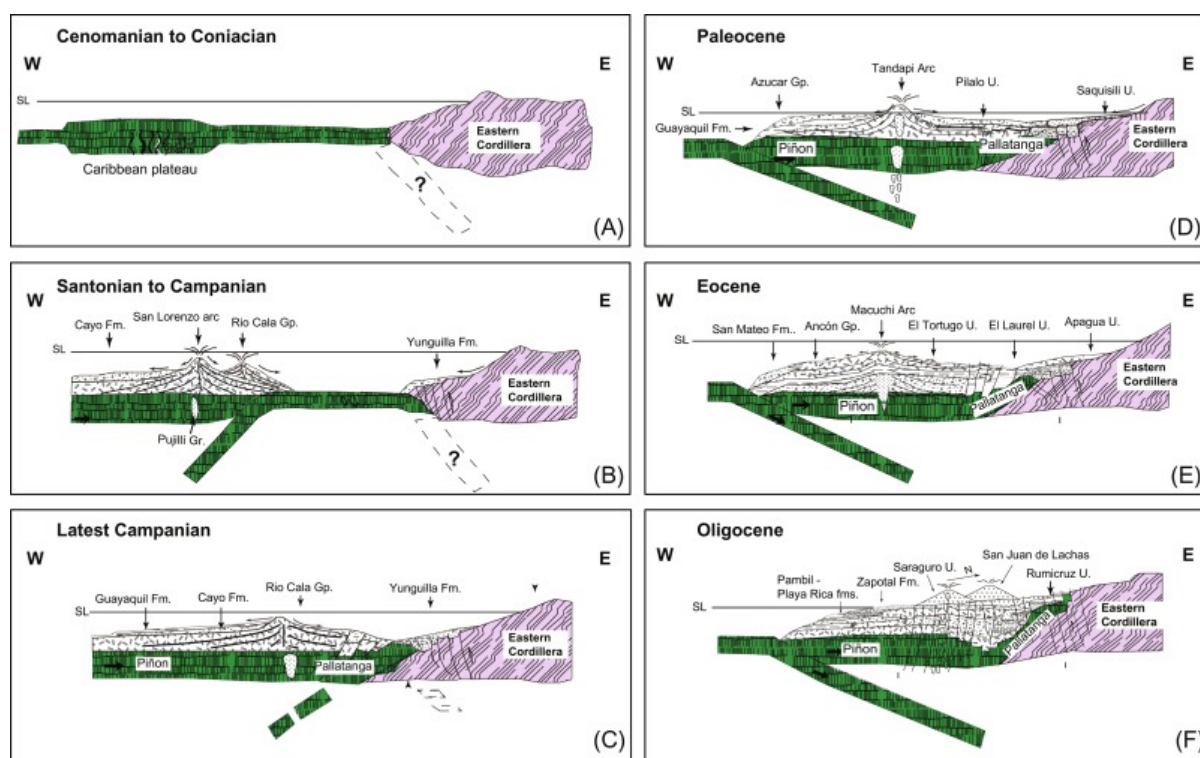 Cenomanian to Coniacian
W
E
SL
Eastern
Cordillera
Caribbean plateau
?
(A)
Santonian to Campanian
W
E
Cayo Fm.
San Lorenzo arc
Rio Cala Gp.
Yunguilla Fm.
SL
Eastern
Cordillera
Pujilli Gr.
?
(B)
Latest Campanian
W
E
Guayaquil Fm.
Cayo Fm.
Rio Cala Gp.
Yunguilla Fm.
SL
Piñon
Pallatanga
Eastern
Cordillera
(C)
Paleocene
W
E
Azucar Gp.
Tandapi Arc
Pilalo U.
Saquisili U.
SL
Guayaquil Fm.
Piñon
Pallatanga
Eastern
Cordillera
(D)
Eocene
W
E
San Mateo Fm..
Ancón Gp.
Macuchi Arc
El Tortugo U.
El Laurel U.
Apagua U.
SL
Piñon
Pallatanga
Eastern
Cordillera
I
(E)
Oligocene
W
E
Pambil -
Playa Rica fms.
Zapotal Fm.
Saraguro U.
N
San Juan de Lachas
Rumicruz U.
SL
Piñon
Pallatanga
Eastern
Cordillera
I
I
(F)